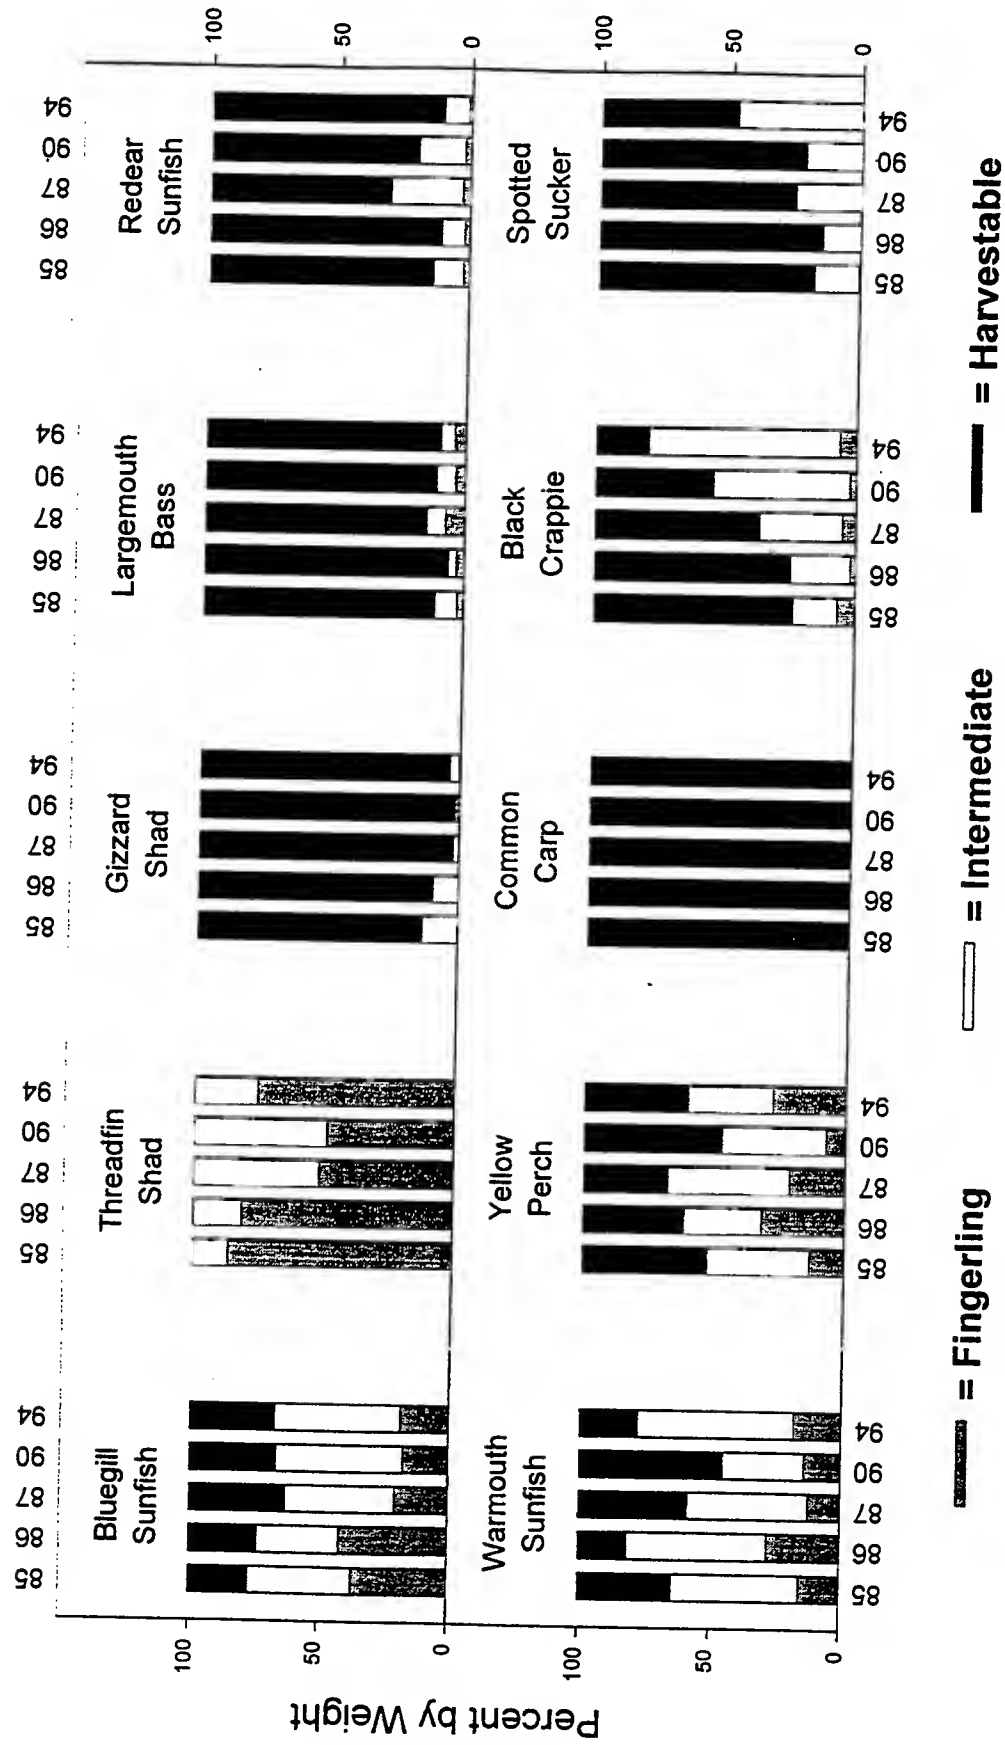 85 86 87 90 94
85 86 87 90 94
85 86 87 90 94
85 86 87 90 94
85 86 87 90 94
Bluegill
Sunfish
Threadfin
Shad
Gizzard
Shad
Largemouth
Bass
Redear
Sunfish
100
50
0
100
50
0
Percent by Weight
Warmouth
Sunfish
Yellow
Perch
Common
Carp
Black
Crappie
Spotted
Sucker
100
50
0
100
50
0
85 86 87 90 94
85 86 87 90 94
85 86 87 90 94
85 86 87 90 94
85 86 87 90 94
= Fingerling
= Intermediate
= Harvestable